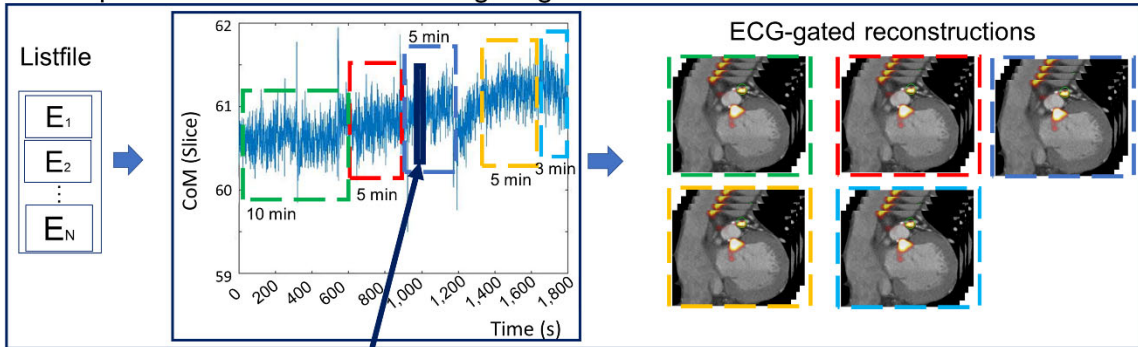 Listfile
E1
E2
⋮
EN
CoM (Slice)
62
61
60
59
0
200
400
600
800
1,000
1,200
1,400
1,600
1,800
Time (s)
10 min
5 min
5 min
5 min
3 min
ECG-gated reconstructions